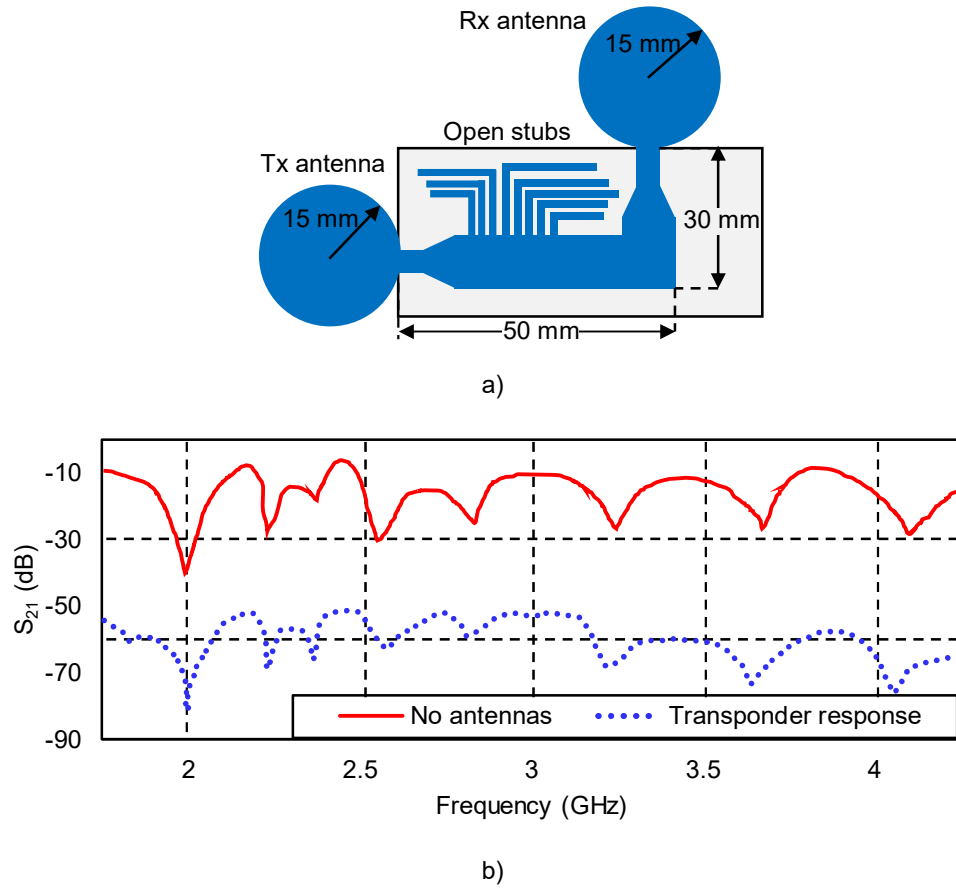 Rx antenna
15 mm
Open stubs
Tx antenna
15 mm
30 mm
50 mm
a)
-10
-30
-50
-70
-90
S21 (dB)
No antennas
Transponder response
2
2.5
3
3.5
4
Frequency (GHz)
b)